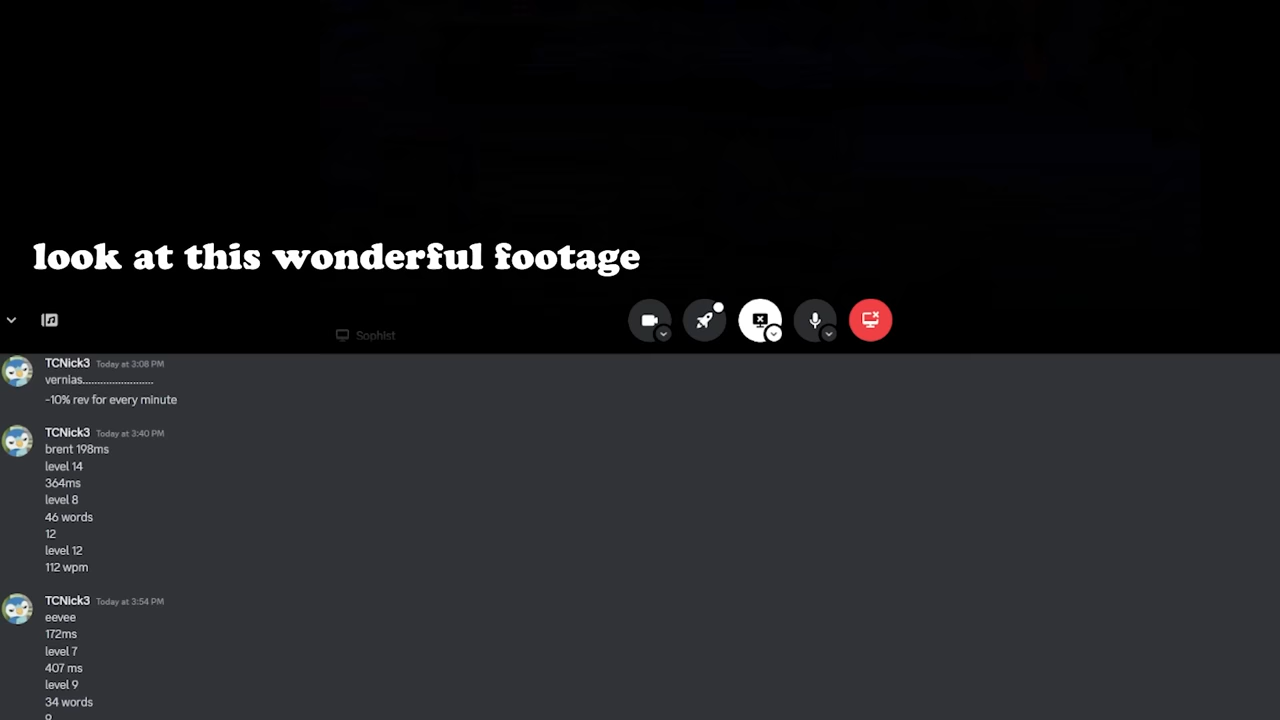 look at this wonderful footage
Sophist
TCNick3 Today at 3:08 PM
vernias........................
-10% rev for every minute
TCNick3 Today at 3:40 PM
brent 198ms
level 14
364ms
level 8
46 words
12
level 12
112 wpm
TCNick3 Today at 3:54 PM
eevee
172ms
level 7
407 ms
level 9
34 words